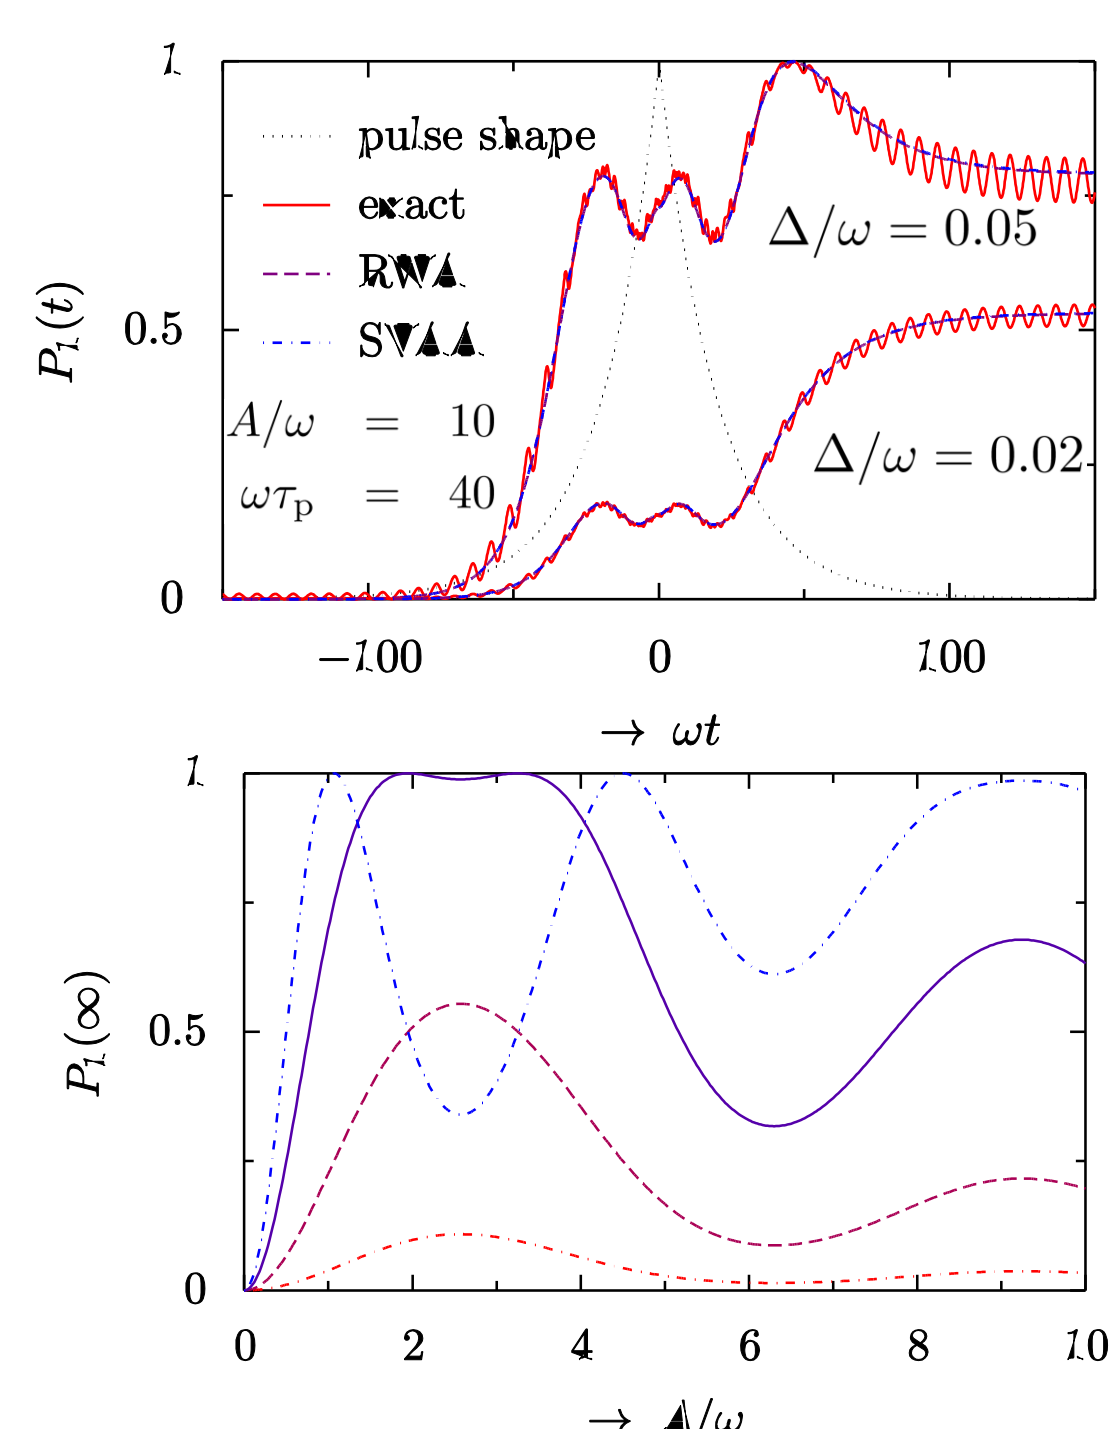 1
pulse shape
exact
RWA
SVAA
P₁(t)
0.5
Δ/ω = 0.05
A/ω = 10
Δ/ω = 0.02
ωτₚ = 40
0
−100 0 100
→ ωt
1
P₁(∞)
0.5
0
0 2 4 6 8 10
→ A/ω